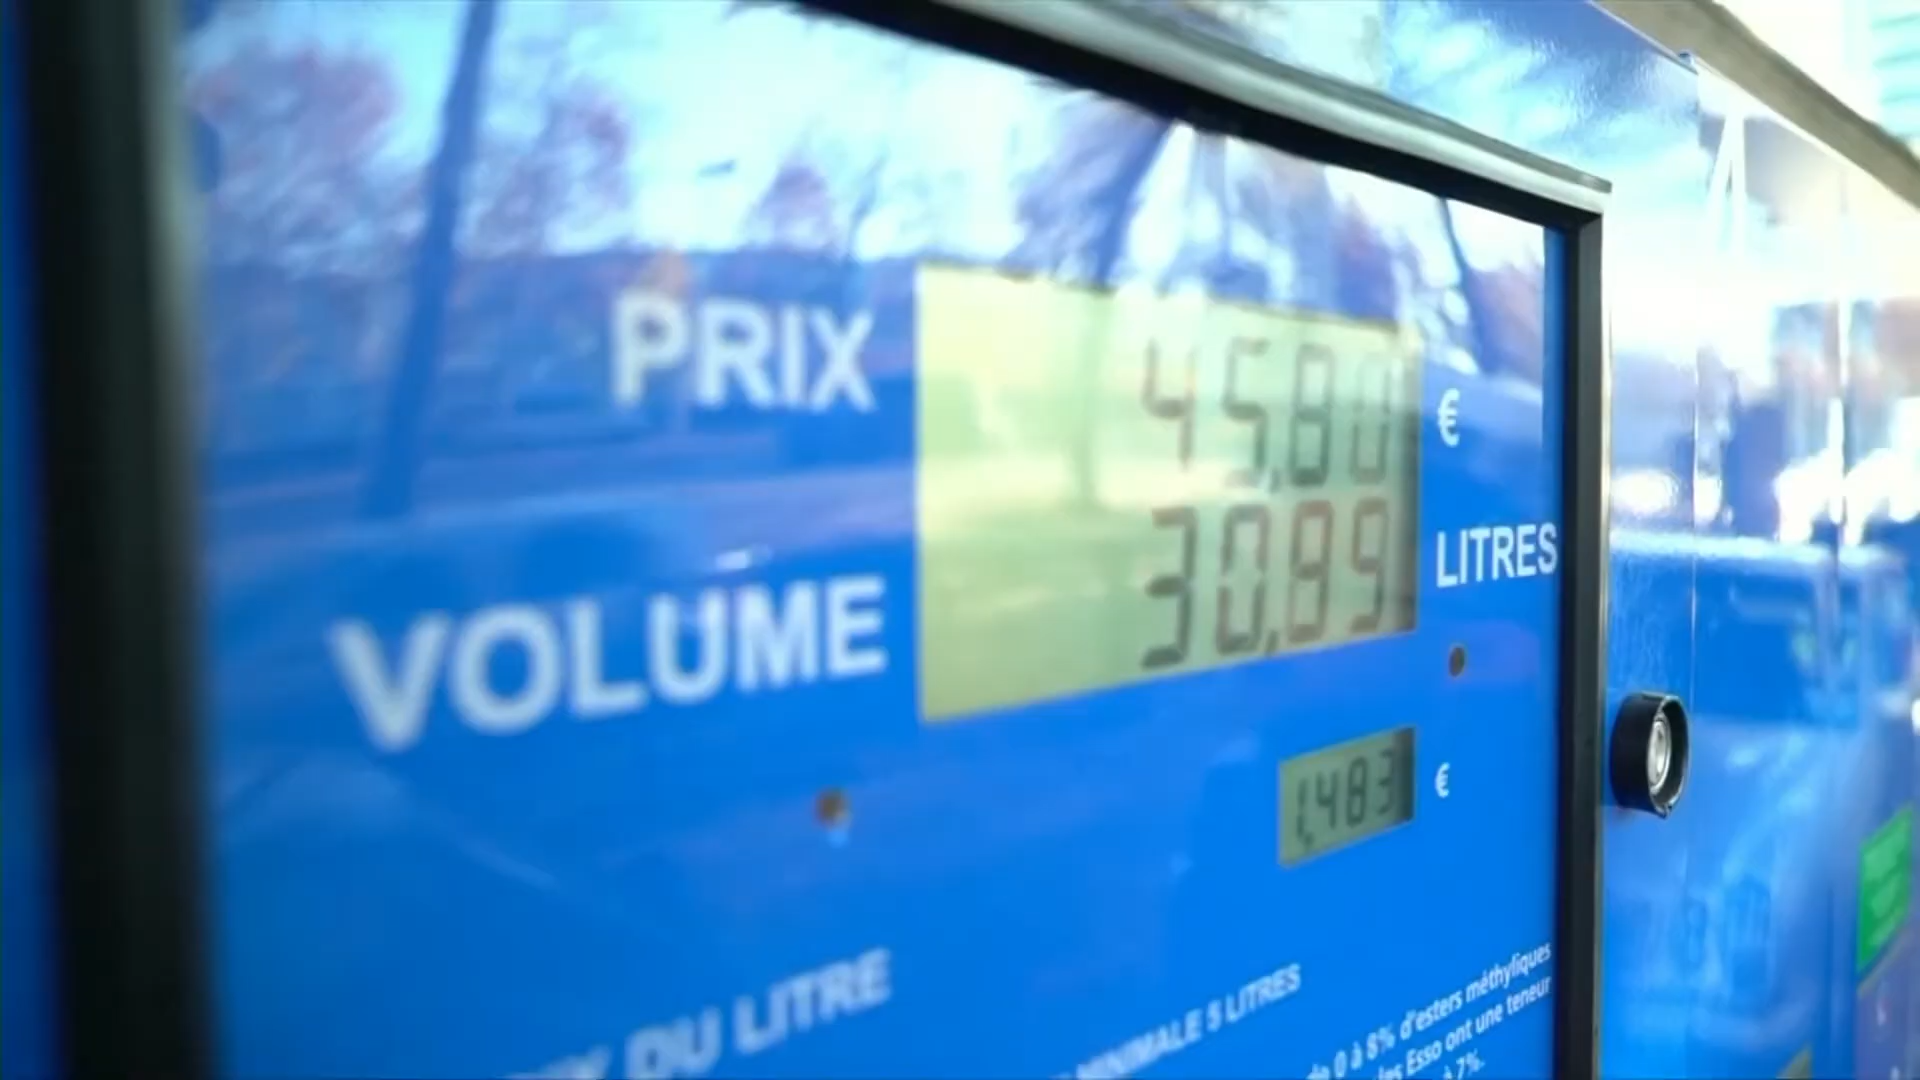 PRIX 45,80 €
VOLUME 30,89 LITRES
1,483 €
DU LITRE
MINIMALE 5 LITRES
de 0 à 8% d'esters méthyliques
Esso ont une teneur
à 7%.